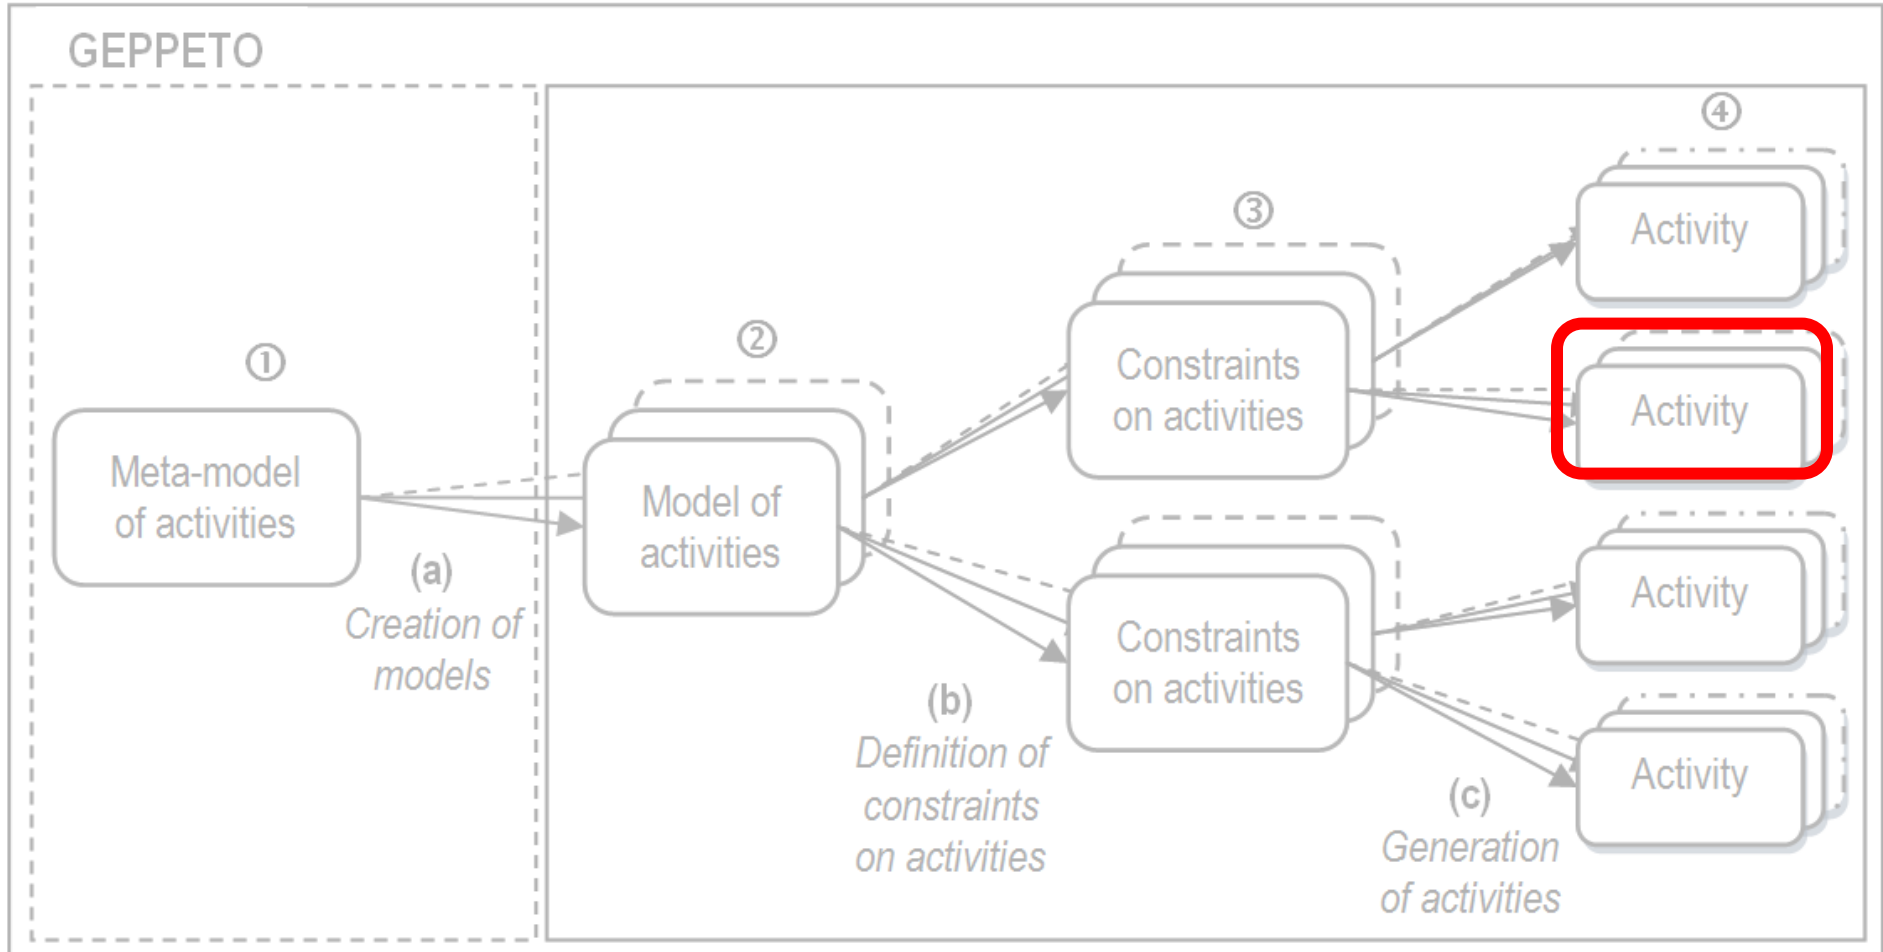 GEPPETO
①
Meta-model
of activities
(a)
Creation of
models
②
Model of
activities
(b)
Definition of
constraints
on activities
③
Constraints
on activities
Constraints
on activities
(c)
Generation
of activities
④
Activity
Activity
Activity
Activity